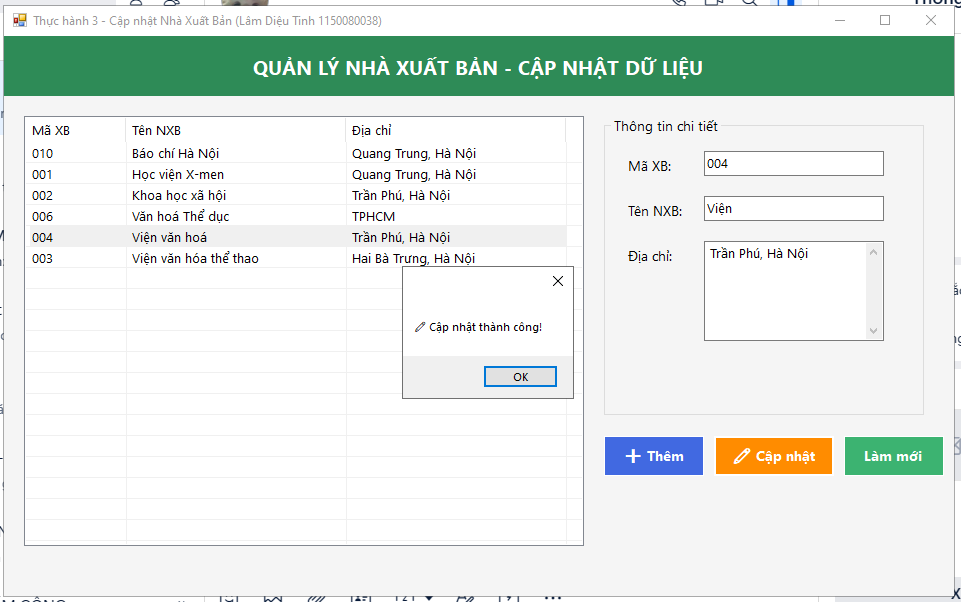 Thực hành 3 - Cập nhật Nhà Xuất Bản (Lâm Diệu Tinh 1150080038)
QUẢN LÝ NHÀ XUẤT BẢN - CẬP NHẬT DỮ LIỆU
Mã XB Tên NXB Địa chỉ
010 Báo chí Hà Nội Quang Trung, Hà Nội
001 Học viện X-men Quang Trung, Hà Nội
002 Khoa học xã hội Trần Phú, Hà Nội
006 Văn hoá Thể dục TPHCM
004 Viện văn hoá Trần Phú, Hà Nội
003 Viện văn hóa thể thao Hai Bà Trưng, Hà Nội
Cập nhật thành công!
OK
Thông tin chi tiết
Mã XB: 004
Tên NXB: Viện
Địa chỉ: Trần Phú, Hà Nội
Thêm
Cập nhật
Làm mới